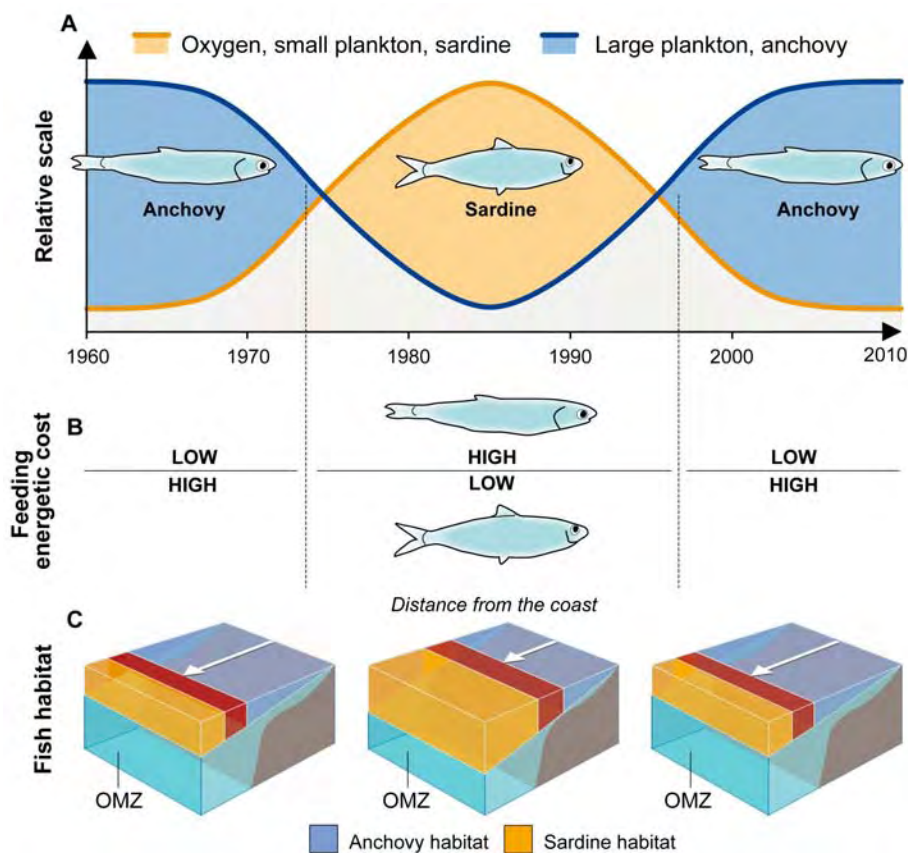 A
Oxygen, small plankton, sardine
Large plankton, anchovy
Relative scale
Anchovy
Sardine
Anchovy
1960
1970
1980
1990
2000
2010
B
Feeding
energetic cost
LOW
HIGH
HIGH
LOW
LOW
HIGH
Distance from the coast
C
Fish habitat
OMZ
OMZ
OMZ
Anchovy habitat
Sardine habitat